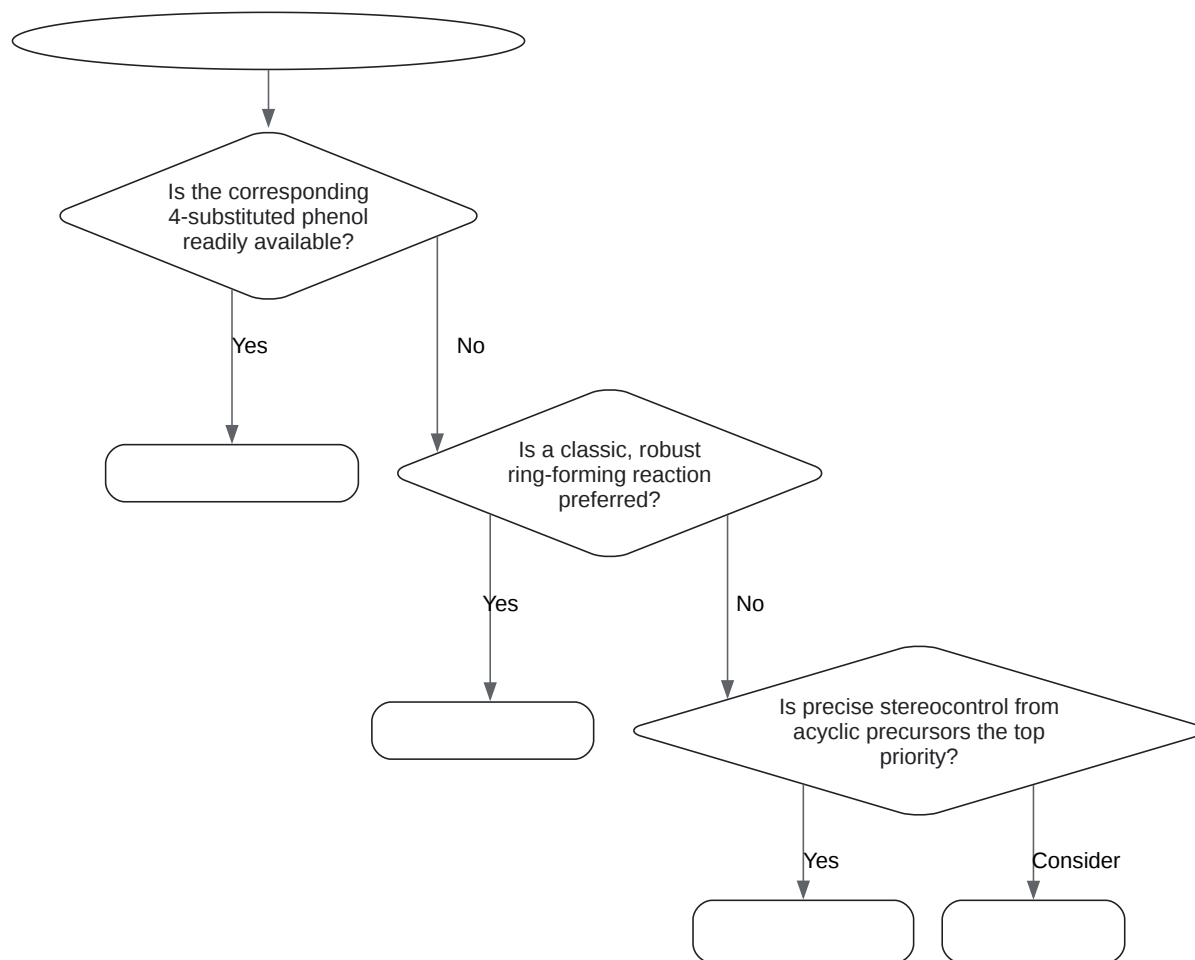 Is the corresponding
4-substituted phenol
readily available?
Yes
No
Is a classic, robust
ring-forming reaction
preferred?
Yes
No
Is precise stereocontrol from
acyclic precursors the top
priority?
Yes
Consider